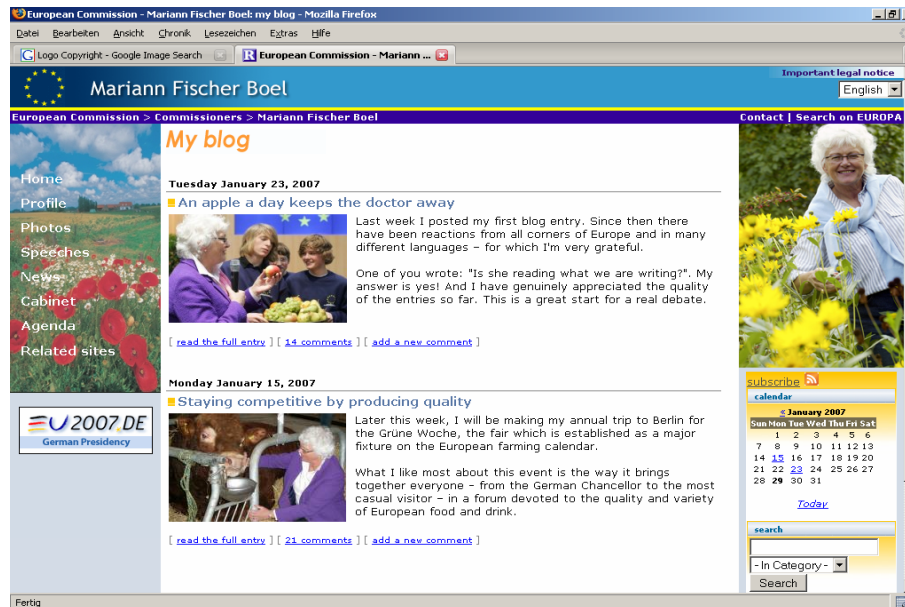 European Commission - Mariann Fischer Boel: my blog - Mozilla Firefox
Datei Bearbeiten Ansicht Chronik Lesezeichen Extras Hilfe
Logo Copyright - Google Image Search
European Commission - Mariann ...
Important legal notice
Mariann Fischer Boel
English
European Commission > Commissioners > Mariann Fischer Boel
Contact | Search on EUROPA
My blog
Home
Profile
Photos
Speeches
News
Cabinet
Agenda
Related sites
EU2007.DE
German Presidency
Tuesday January 23, 2007
An apple a day keeps the doctor away
Last week I posted my first blog entry. Since then there
have been reactions from all corners of Europe and in many
different languages – for which I'm very grateful.
One of you wrote: "Is she reading what we are writing?". My
answer is yes! And I have genuinely appreciated the quality
of the entries so far. This is a great start for a real debate.
[ read the full entry ] [ 14 comments ] [ add a new comment ]
Monday January 15, 2007
Staying competitive by producing quality
Later this week, I will be making my annual trip to Berlin for
the Grüne Woche, the fair which is established as a major
fixture on the European farming calendar.
What I like most about this event is the way it brings
together everyone – from the German Chancellor to the most
casual visitor – in a forum devoted to the quality and variety
of European food and drink.
[ read the full entry ] [ 21 comments ] [ add a new comment ]
subscribe
calendar
« January 2007
Sun Mon Tue Wed Thu Fri Sat
1 2 3 4 5 6
7 8 9 10 11 12 13
14 15 16 17 18 19 20
21 22 23 24 25 26 27
28 29 30 31
Today
search
- In Category -
Search
Fertig